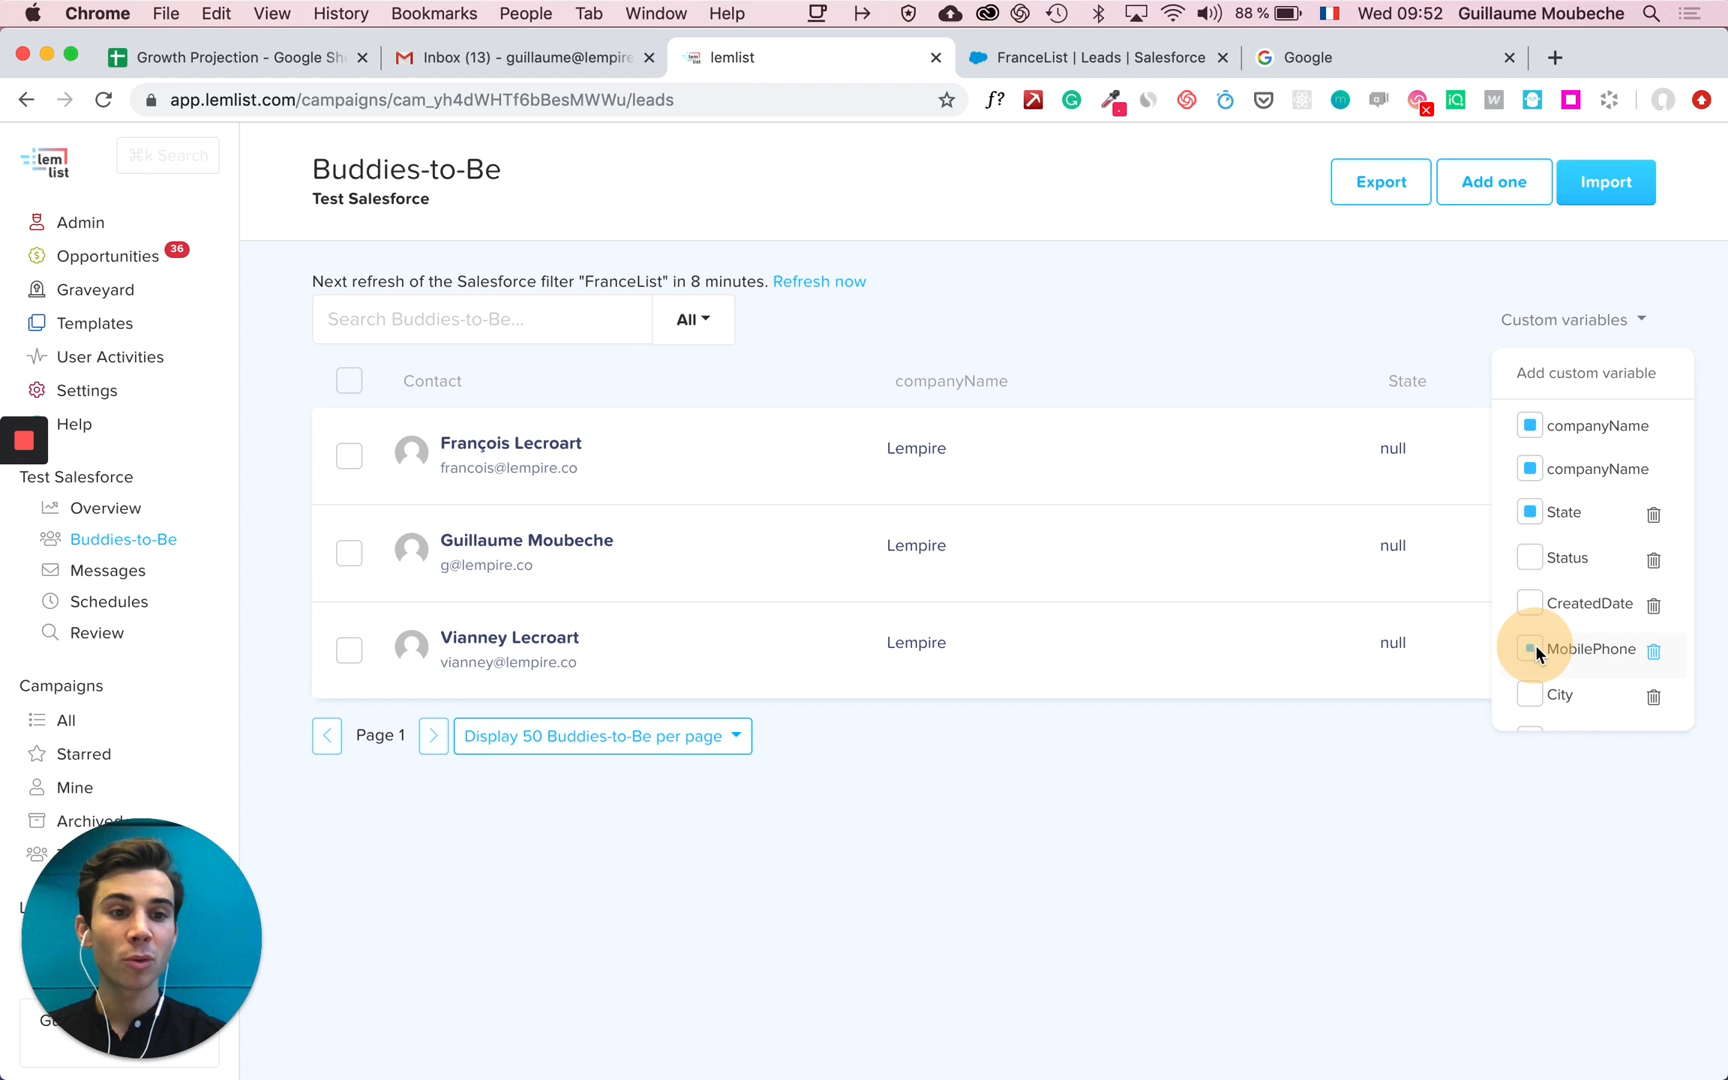 Chrome File Edit View History Bookmarks People Tab Window Help 88 % Wed 09:52 Guillaume Moubeche
Growth Projection - Google Sh
Inbox (13) - guillaume@lempire
lemlist
FranceList | Leads | Salesforce
Google
app.lemlist.com/campaigns/cam_yh4dWHTf6bBesMWWu/leads
lem
list
⌘k Search
Admin
Opportunities 36
Graveyard
Templates
User Activities
Settings
Help
Test Salesforce
Overview
Buddies-to-Be
Messages
Schedules
Review
Campaigns
All
Starred
Mine
Archived
Buddies-to-Be
Test Salesforce
Export
Add one
Import
Next refresh of the Salesforce filter "FranceList" in 8 minutes. Refresh now
Search Buddies-to-Be...
All
Custom variables
Contact companyName State
François Lecroart
francois@lempire.co
Lempire
null
Guillaume Moubeche
g@lempire.co
Lempire
null
Vianney Lecroart
vianney@lempire.co
Lempire
null
Page 1
Display 50 Buddies-to-Be per page
Add custom variable
companyName
companyName
State
Status
CreatedDate
MobilePhone
City